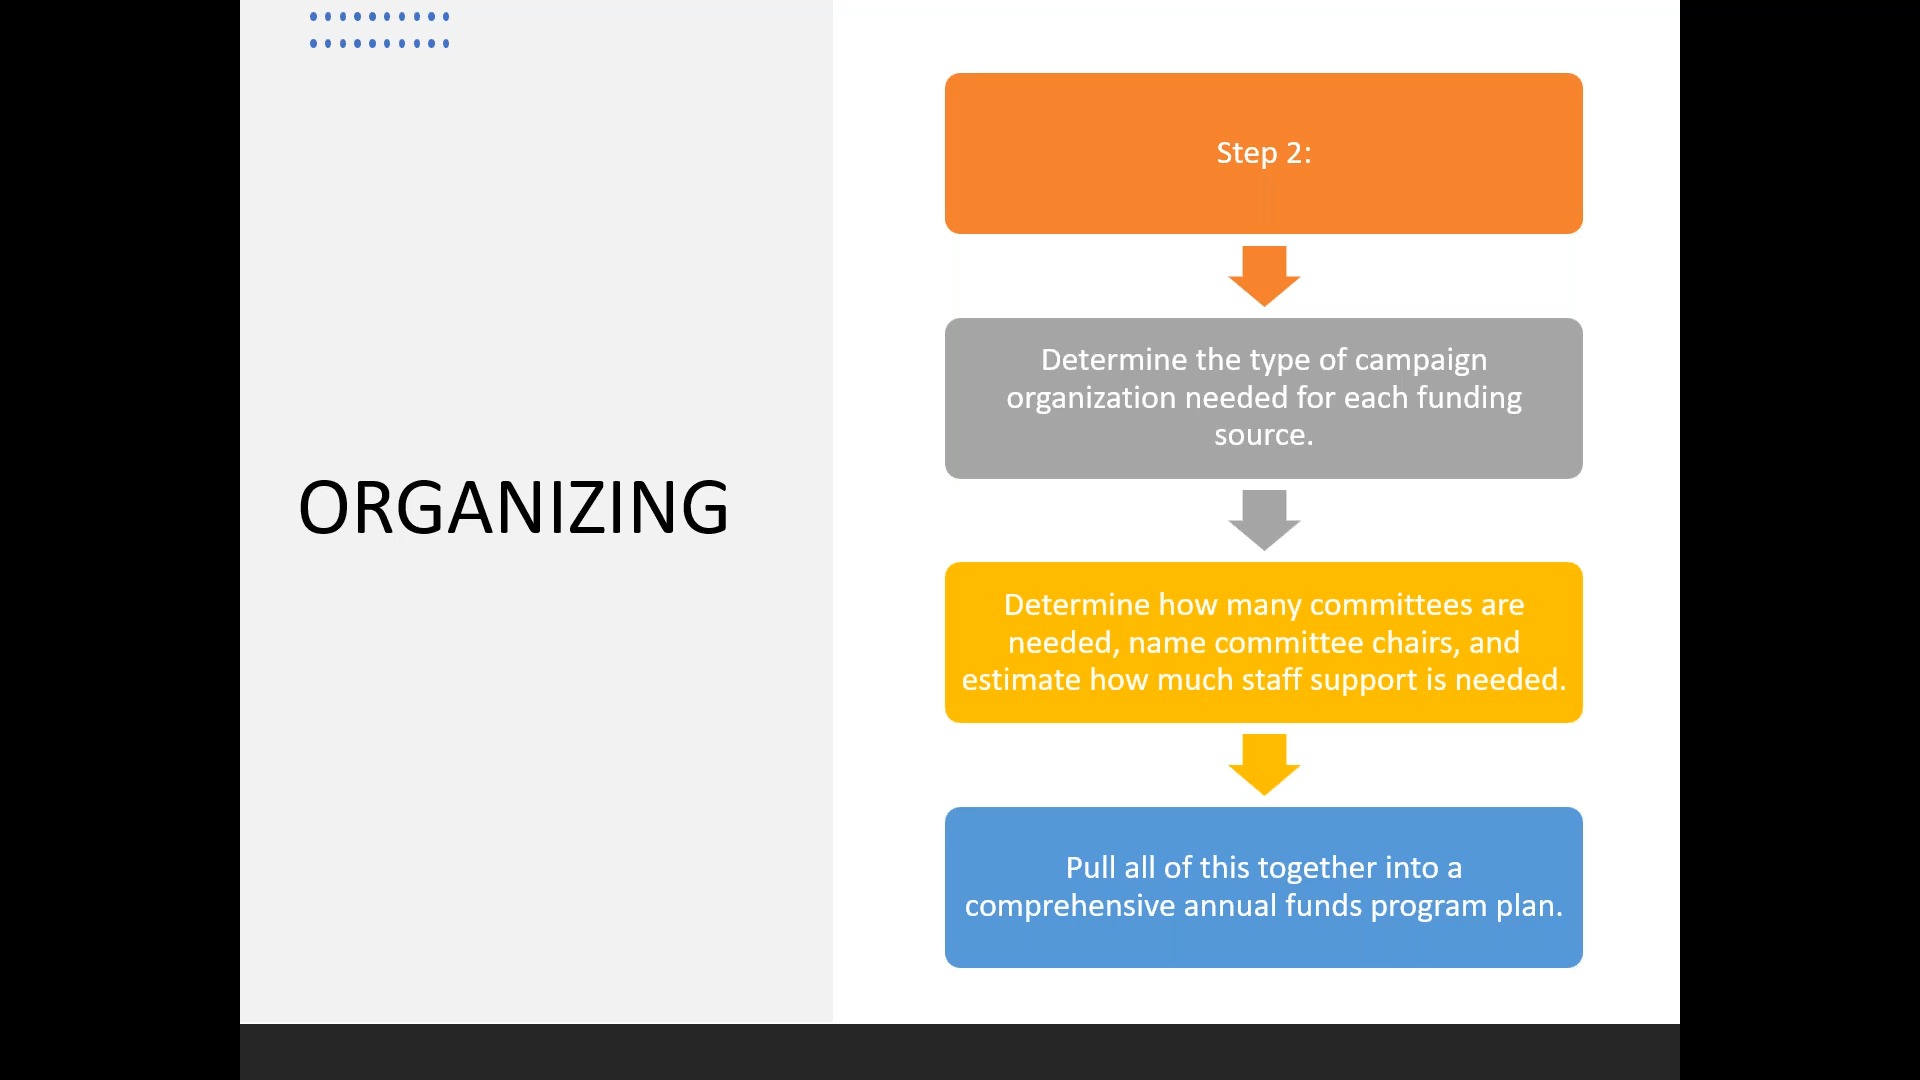 ORGANIZING
Step 2:
Determine the type of campaign
organization needed for each funding
source.
Determine how many committees are
needed, name committee chairs, and
estimate how much staff support is needed.
Pull all of this together into a
comprehensive annual funds program plan.